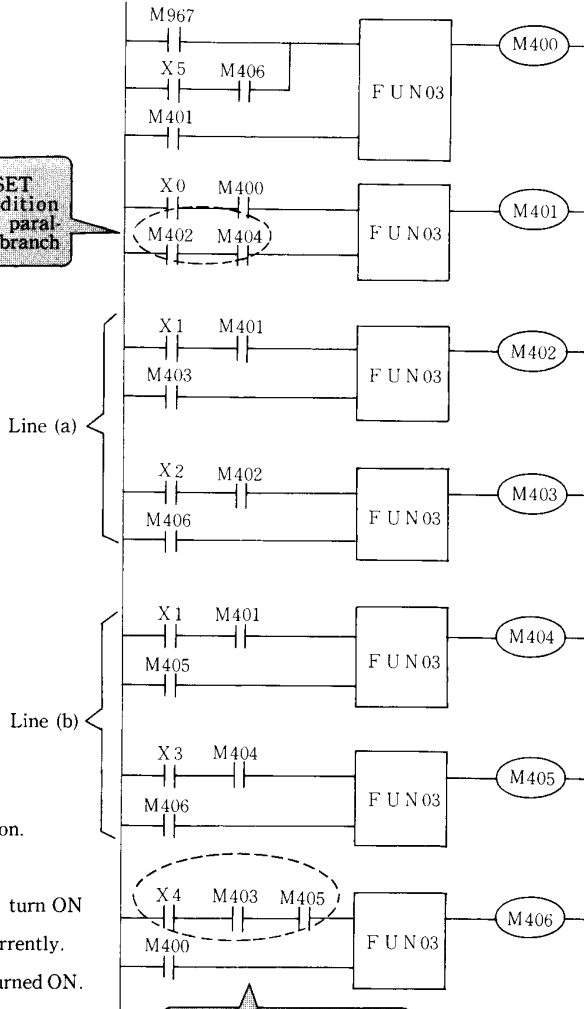 M967
M400
X5 M406
FUN03
M401
SET
dition
paral-
branch
X0 M400
M401
FUN03
M402 M404
X1 M401
M402
FUN03
M403
Line (a)
X2 M402
M403
FUN03
M406
X1 M401
M404
FUN03
M405
Line (b)
X3 M404
M405
FUN03
M406
on.
X4 M403 M405
turn ON
M406
FUN03
M400
rrently.
urned ON.